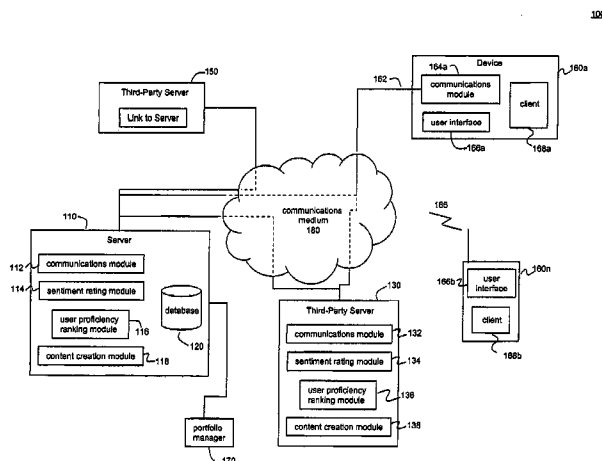 100
150
Third-Party Server
Link to Server
Device
164a
160a
162
communications
module
client
user interface
166a
168a
communications
medium
180
165
110
Server
112
communications module
114
sentiment rating module
user proficiency
ranking module
116
content creation module
118
database
120
160n
166b
user
interface
client
166b
130
Third-Party Server
communications module
132
sentiment rating module
134
user proficiency
ranking module
136
content creation module
138
portfolio
manager
170